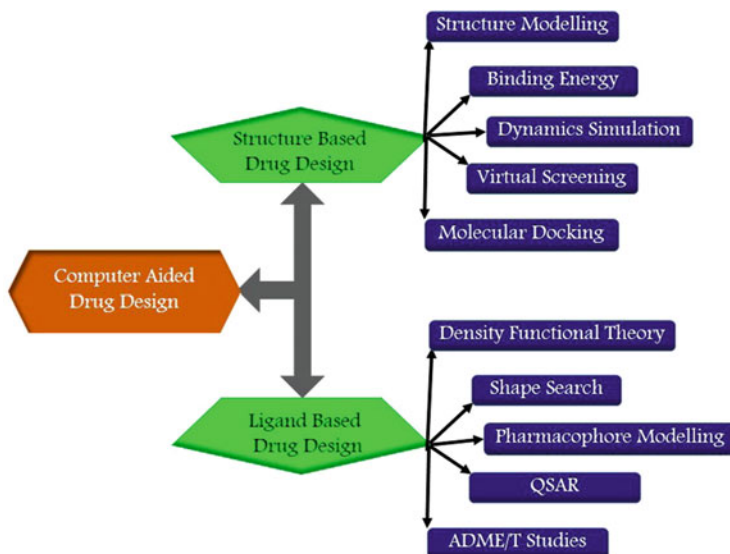 Structure Modelling
Binding Energy
Structure Based
Drug Design
Dynamics Simulation
Virtual Screening
Molecular Docking
Computer Aided
Drug Design
Density Functional Theory
Shape Search
Ligand Based
Drug Design
Pharmacophore Modelling
QSAR
ADME/T Studies